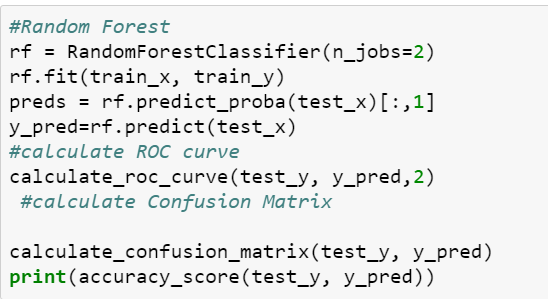 #Random Forest
rf = RandomForestClassifier(n_jobs=2)
rf.fit(train_x, train_y)
preds = rf.predict_proba(test_x)[:,1]
y_pred=rf.predict(test_x)
#calculate ROC curve
calculate_roc_curve(test_y, y_pred,2)
 #calculate Confusion Matrix
calculate_confusion_matrix(test_y, y_pred)
print(accuracy_score(test_y, y_pred))